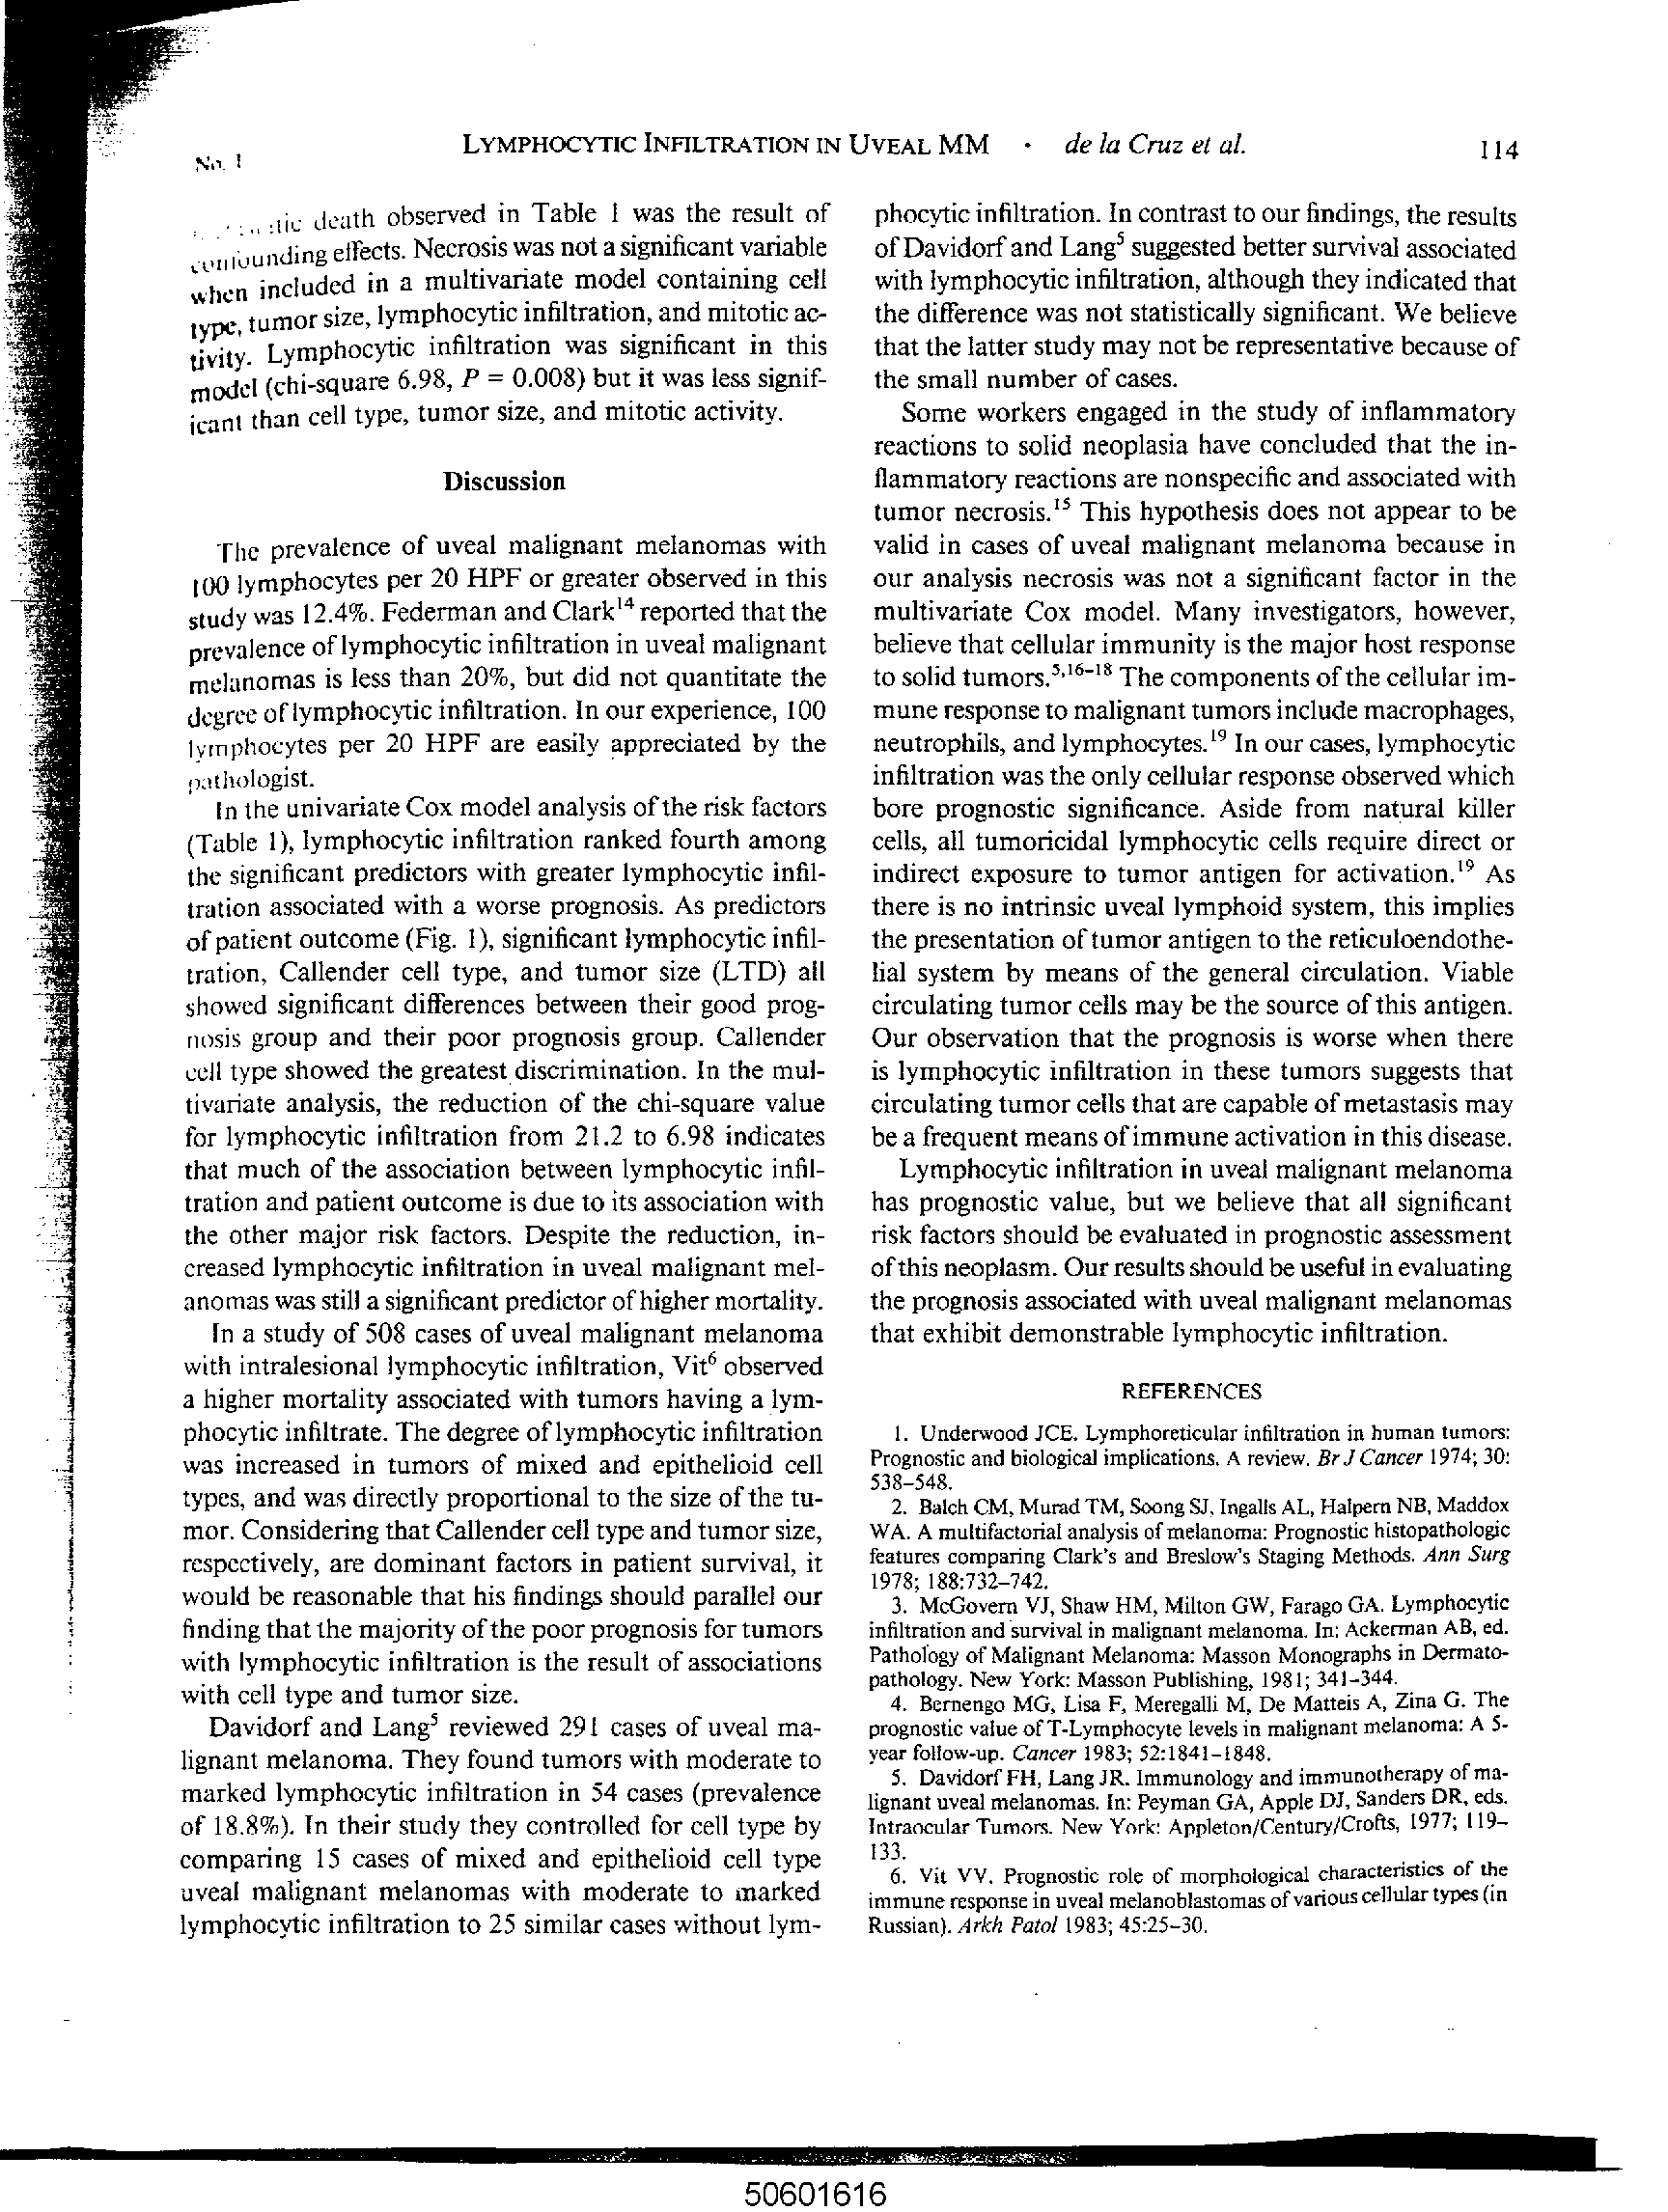 No. 1
LYMPHOCYTIC INFILTRATION IN UVEAL MM · de la Cruz et al.
114
death observed in Table 1 was the result of
confounding effects. Necrosis was not a significant variable
when included in a multivariate model containing cell
type, tumor size, lymphocytic infiltration, and mitotic ac-
tivity. Lymphocytic infiltration was significant in this
model (chi-square 6.98, P = 0.008) but it was less signif-
icant than cell type, tumor size, and mitotic activity.
Discussion
The prevalence of uveal malignant melanomas with
100 lymphocytes per 20 HPF or greater observed in this
study was 12.4%. Federman and Clark14 reported that the
prevalence of lymphocytic infiltration in uveal malignant
melanomas is less than 20%, but did not quantitate the
degree of lymphocytic infiltration. In our experience, 100
lymphocytes per 20 HPF are easily appreciated by the
pathologist.
In the univariate Cox model analysis of the risk factors
(Table 1), lymphocytic infiltration ranked fourth among
the significant predictors with greater lymphocytic infil-
tration associated with a worse prognosis. As predictors
of patient outcome (Fig. 1), significant lymphocytic infil-
tration, Callender cell type, and tumor size (LTD) all
showed significant differences between their good prog-
nosis group and their poor prognosis group. Callender
cell type showed the greatest discrimination. In the mul-
tivariate analysis, the reduction of the chi-square value
for lymphocytic infiltration from 21.2 to 6.98 indicates
that much of the association between lymphocytic infil-
tration and patient outcome is due to its association with
the other major risk factors. Despite the reduction, in-
creased lymphocytic infiltration in uveal malignant mel-
anomas was still a significant predictor of higher mortality.
In a study of 508 cases of uveal malignant melanoma
with intralesional lymphocytic infiltration, Vit6 observed
a higher mortality associated with tumors having a lym-
phocytic infiltrate. The degree of lymphocytic infiltration
was increased in tumors of mixed and epithelioid cell
types, and was directly proportional to the size of the tu-
mor. Considering that Callender cell type and tumor size,
respectively, are dominant factors in patient survival, it
would be reasonable that his findings should parallel our
finding that the majority of the poor prognosis for tumors
with lymphocytic infiltration is the result of associations
with cell type and tumor size.
Davidorf and Lang5 reviewed 291 cases of uveal ma-
lignant melanoma. They found tumors with moderate to
marked lymphocytic infiltration in 54 cases (prevalence
of 18.8%). In their study they controlled for cell type by
comparing 15 cases of mixed and epithelioid cell type
uveal malignant melanomas with moderate to marked
lymphocytic infiltration to 25 similar cases without lym-
phocytic infiltration. In contrast to our findings, the results
of Davidorf and Lang5 suggested better survival associated
with lymphocytic infiltration, although they indicated that
the difference was not statistically significant. We believe
that the latter study may not be representative because of
the small number of cases.
Some workers engaged in the study of inflammatory
reactions to solid neoplasia have concluded that the in-
flammatory reactions are nonspecific and associated with
tumor necrosis.15 This hypothesis does not appear to be
valid in cases of uveal malignant melanoma because in
our analysis necrosis was not a significant factor in the
multivariate Cox model. Many investigators, however,
believe that cellular immunity is the major host response
to solid tumors.5,16–18 The components of the cellular im-
mune response to malignant tumors include macrophages,
neutrophils, and lymphocytes.19 In our cases, lymphocytic
infiltration was the only cellular response observed which
bore prognostic significance. Aside from natural killer
cells, all tumoricidal lymphocytic cells require direct or
indirect exposure to tumor antigen for activation.19 As
there is no intrinsic uveal lymphoid system, this implies
the presentation of tumor antigen to the reticuloendothe-
lial system by means of the general circulation. Viable
circulating tumor cells may be the source of this antigen.
Our observation that the prognosis is worse when there
is lymphocytic infiltration in these tumors suggests that
circulating tumor cells that are capable of metastasis may
be a frequent means of immune activation in this disease.
Lymphocytic infiltration in uveal malignant melanoma
has prognostic value, but we believe that all significant
risk factors should be evaluated in prognostic assessment
of this neoplasm. Our results should be useful in evaluating
the prognosis associated with uveal malignant melanomas
that exhibit demonstrable lymphocytic infiltration.
REFERENCES
1. Underwood JCE. Lymphoreticular infiltration in human tumors:
Prognostic and biological implications. A review. Br J Cancer 1974; 30:
538–548.
2. Balch CM, Murad TM, Soong SJ, Ingalls AL, Halpern NB, Maddox
WA. A multifactorial analysis of melanoma: Prognostic histopathologic
features comparing Clark's and Breslow's Staging Methods. Ann Surg
1978; 188:732–742.
3. McGovern VJ, Shaw HM, Milton GW, Farago GA. Lymphocytic
infiltration and survival in malignant melanoma. In: Ackerman AB, ed.
Pathology of Malignant Melanoma: Masson Monographs in Dermato-
pathology. New York: Masson Publishing, 1981; 341–344.
4. Bernengo MG, Lisa F, Meregalli M, De Matteis A, Zina G. The
prognostic value of T-Lymphocyte levels in malignant melanoma: A 5-
year follow-up. Cancer 1983; 52:1841–1848.
5. Davidorf FH, Lang JR. Immunology and immunotherapy of ma-
lignant uveal melanomas. In: Peyman GA, Apple DJ, Sanders DR, eds.
Intraocular Tumors. New York: Appleton/Century/Crofts, 1977; 119–
133.
6. Vit VV. Prognostic role of morphological characteristics of the
immune response in uveal melanoblastomas of various cellular types (in
Russian). Arkh Patol 1983; 45:25–30.
50601616